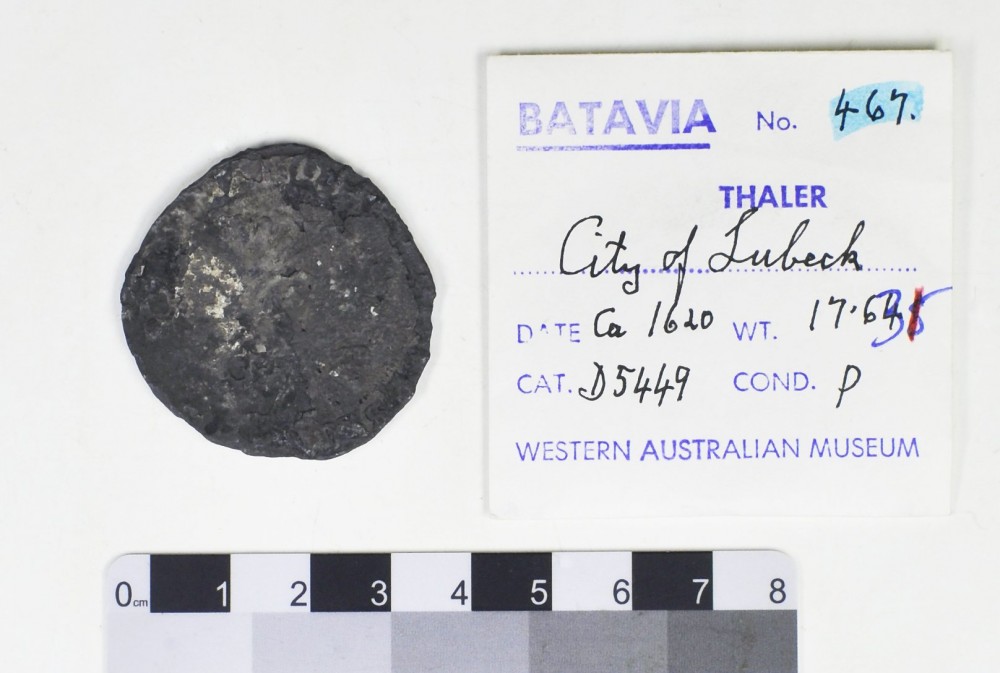 BATAVIA No. 467.
THALER
City of Lubeck
DATE Ca 1620 WT. 17.64
CAT. D5449 COND. P
WESTERN AUSTRALIAN MUSEUM
0cm 1 2 3 4 5 6 7 8